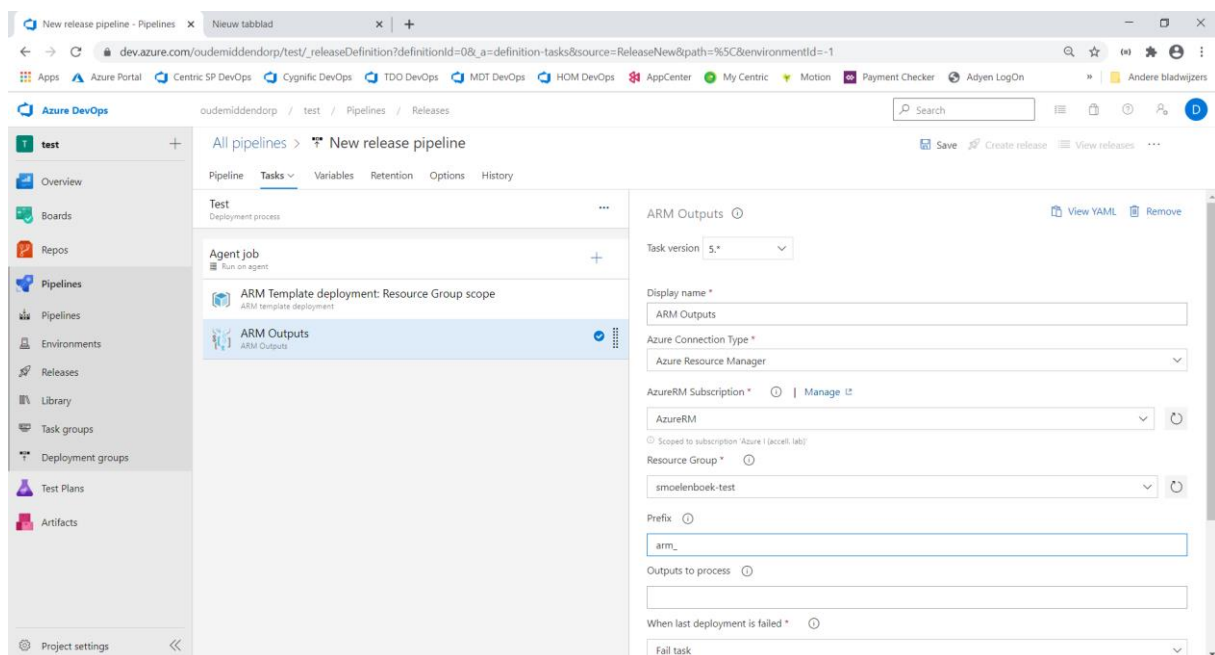 New release pipeline - Pipelines
Nieuw tabblad
dev.azure.com/oudemiddendorp/test/_releaseDefinition?definitionId=0&_a=definition-tasks&source=ReleaseNew&path=%5C&environmentId=-1
Apps Azure Portal Centric SP DevOps Cygnific DevOps TDO DevOps MDT DevOps HOM DevOps AppCenter My Centric Motion Payment Checker Adyen LogOn » Andere bladwijzers
Azure DevOps
oudemiddendorp / test / Pipelines / Releases
Search
D
T test
Overview
Boards
Repos
Pipelines
Pipelines
Environments
Releases
Library
Task groups
Deployment groups
Test Plans
Artifacts
Project settings
All pipelines > New release pipeline
Save Create release View releases ...
Pipeline Tasks Variables Retention Options History
Test
Deployment process
Agent job
Run on agent
ARM Template deployment: Resource Group scope
ARM template deployment
ARM Outputs
ARM Outputs
ARM Outputs
View YAML Remove
Task version 5.*
Display name *
ARM Outputs
Azure Connection Type *
Azure Resource Manager
AzureRM Subscription * | Manage
AzureRM
Scoped to subscription 'Azure I (accell. lab)'
Resource Group *
smoelenboek-test
Prefix
arm_
Outputs to process
When last deployment is failed *
Fail task